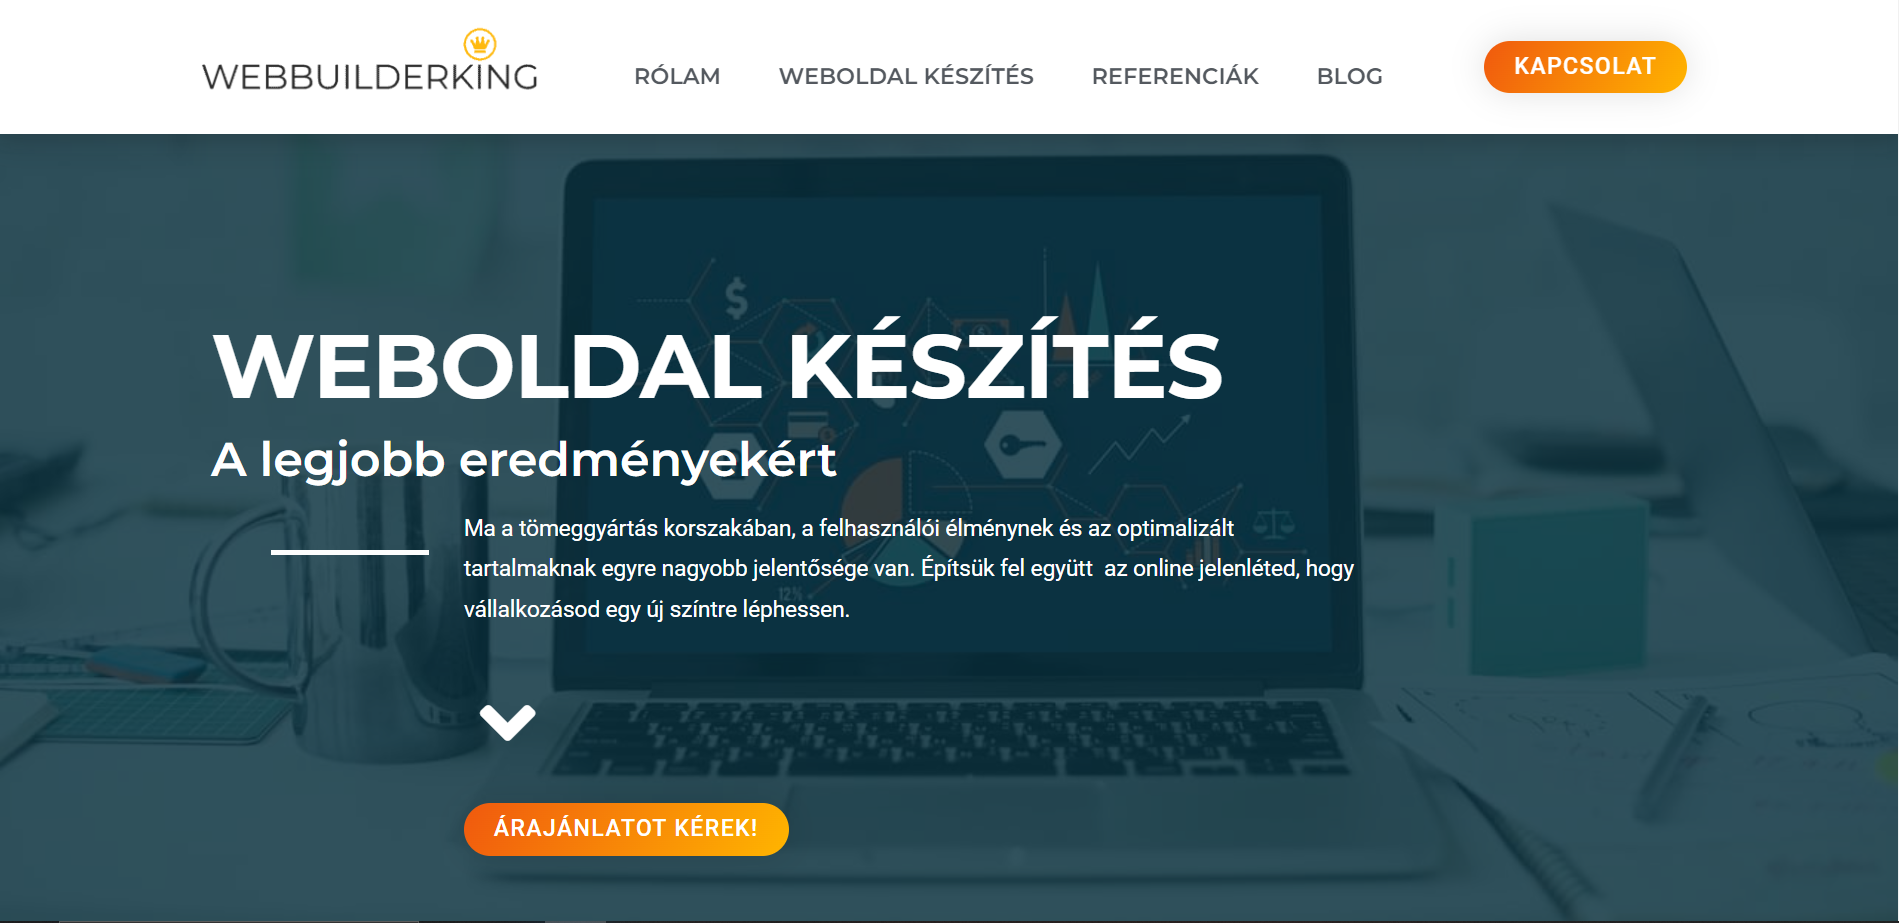 WEBBUILDERKING
RÓLAM
WEBOLDAL KÉSZÍTÉS
REFERENCIÁK
BLOG
KAPCSOLAT
WEBOLDAL KÉSZÍTÉS
A legjobb eredményekért
Ma a tömeggyártás korszakában, a felhasználói élménynek és az optimalizált
tartalmaknak egyre nagyobb jelentősége van. Építsük fel együtt  az online jelenléted, hogy
vállalkozásod egy új színtre léphessen.
12%
ÁRAJÁNLATOT KÉREK!